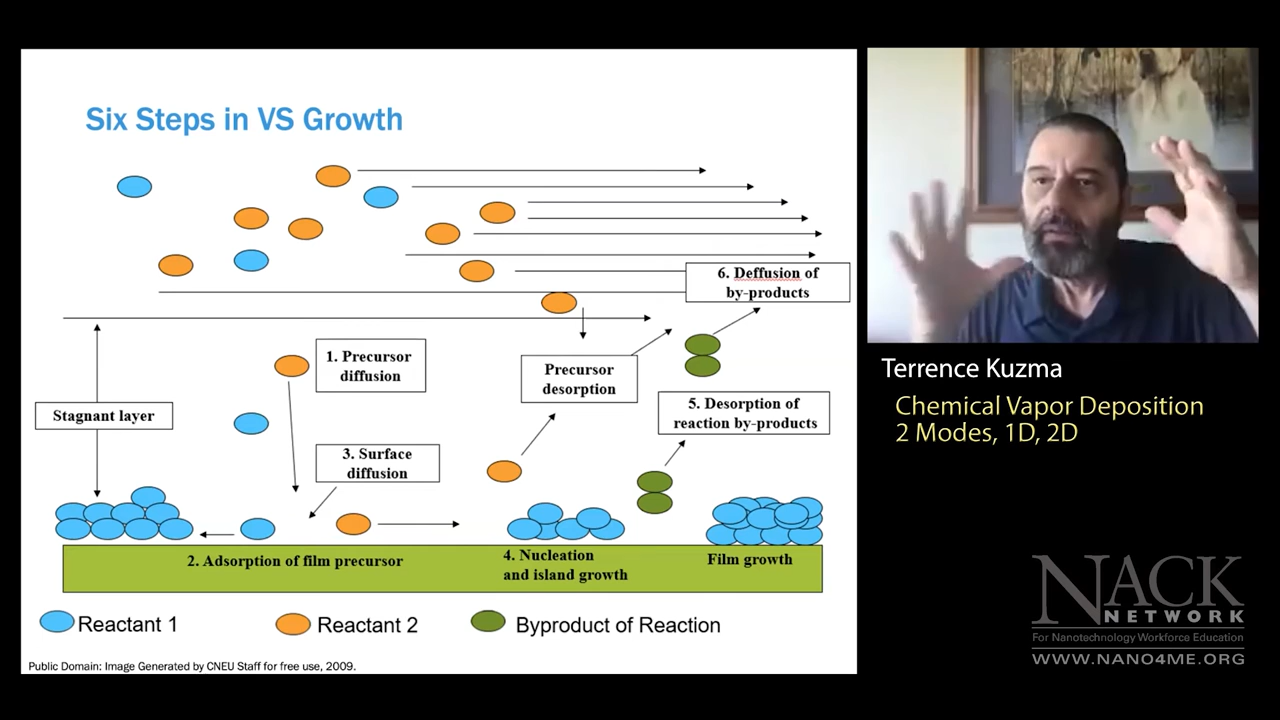 Six Steps in VS Growth
6. Deffusion of
by-products
1. Precursor
diffusion
Precursor
desorption
Stagnant layer
5. Desorption of
reaction by-products
3. Surface
diffusion
2. Adsorption of film precursor
4. Nucleation
and island growth
Film growth
Reactant 1
Reactant 2
Byproduct of Reaction
Public Domain: Image Generated by CNEU Staff for free use, 2009.
Terrence Kuzma
Chemical Vapor Deposition
2 Modes, 1D, 2D
NACK
NETWORK
For Nanotechnology Workforce Education
WWW.NANO4ME.ORG